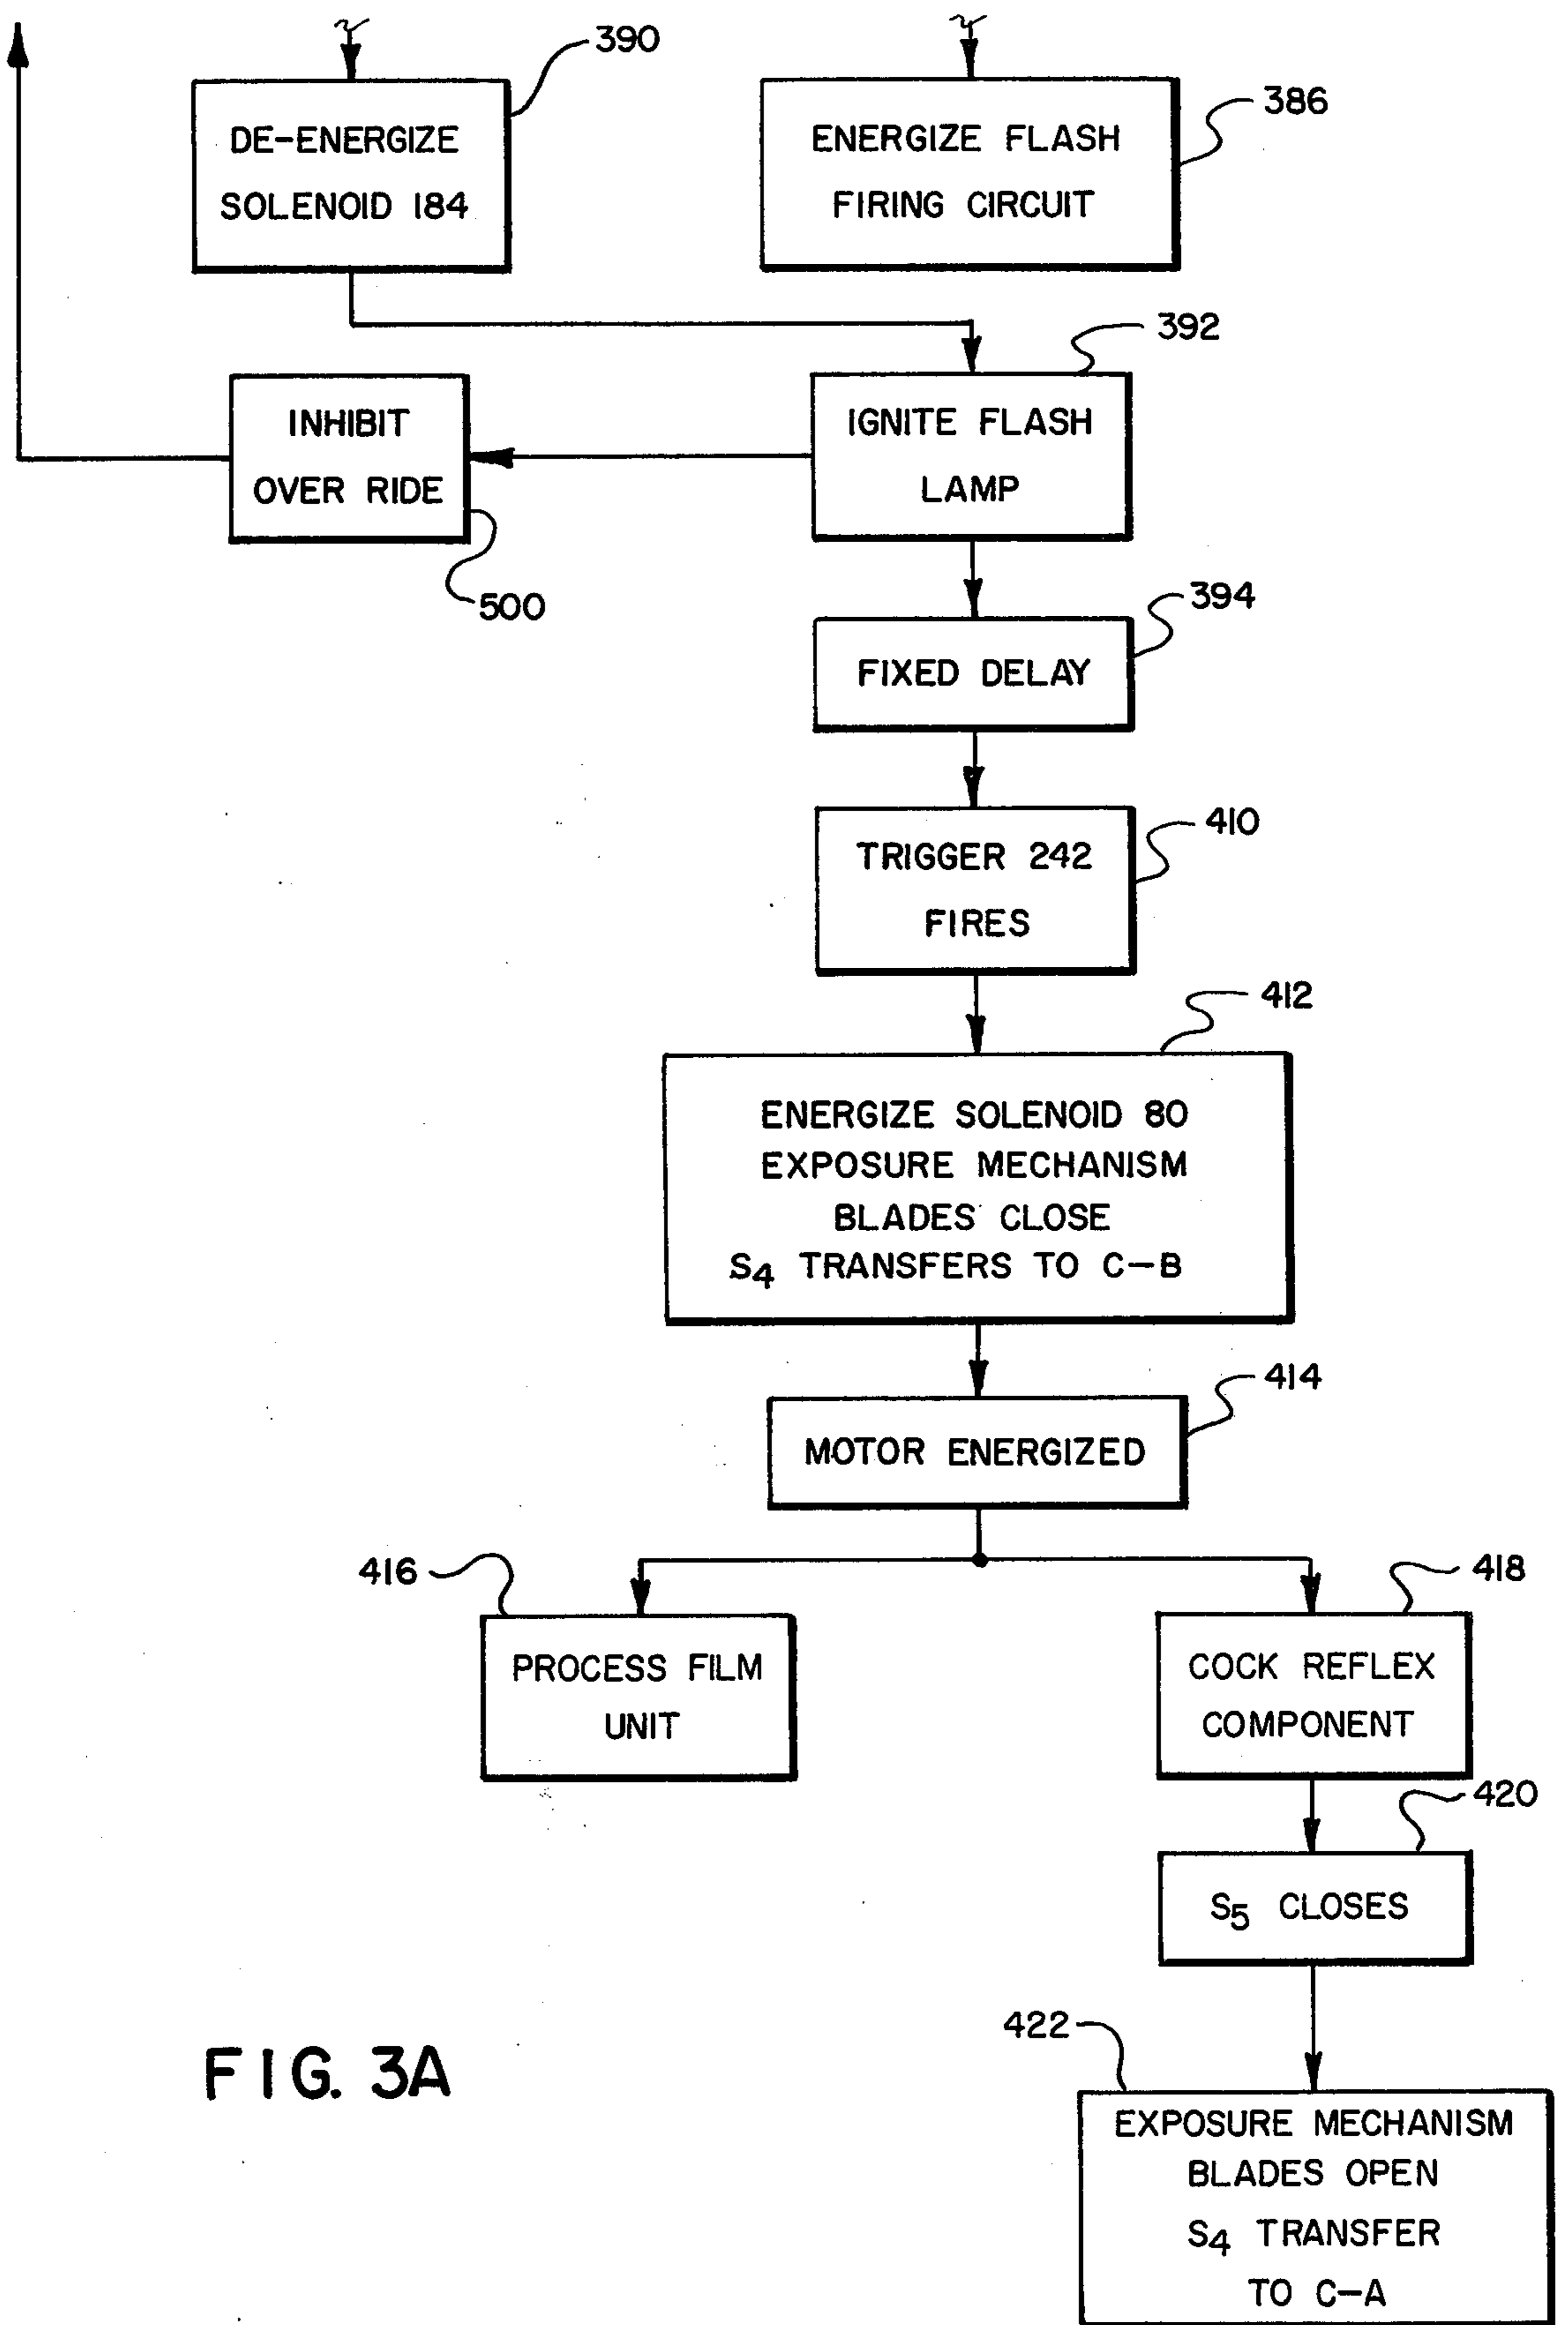 390
DE-ENERGIZE
SOLENOID 184
386
ENERGIZE FLASH
FIRING CIRCUIT
392
IGNITE FLASH
LAMP
INHIBIT
OVER RIDE
500
394
FIXED DELAY
410
TRIGGER 242
FIRES
412
ENERGIZE SOLENOID 80
EXPOSURE MECHANISM
BLADES CLOSE
S4 TRANSFERS TO C-B
414
MOTOR ENERGIZED
416
PROCESS FILM
UNIT
418
COCK REFLEX
COMPONENT
420
S5 CLOSES
422
EXPOSURE MECHANISM
BLADES OPEN
S4 TRANSFER
TO C-A
FIG. 3A